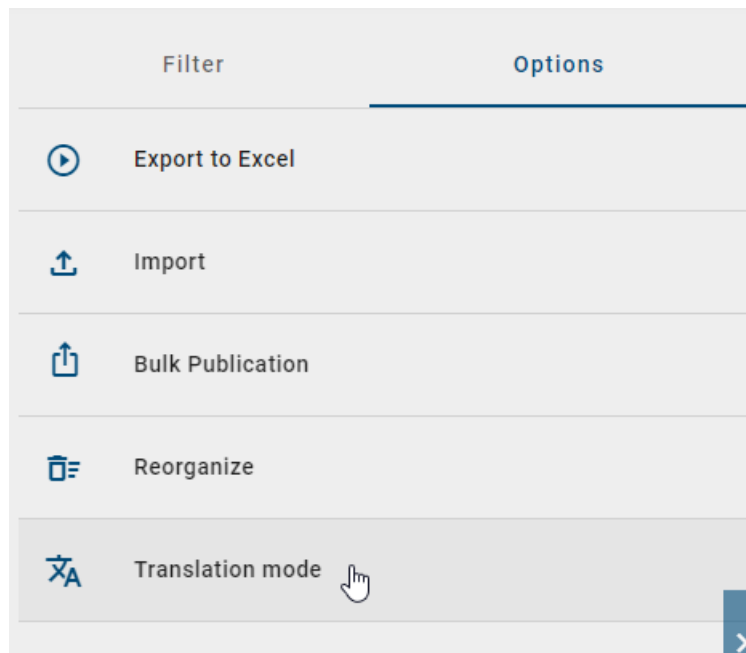 Filter Options
Export to Excel
Import
Bulk Publication
Reorganize
Translation mode